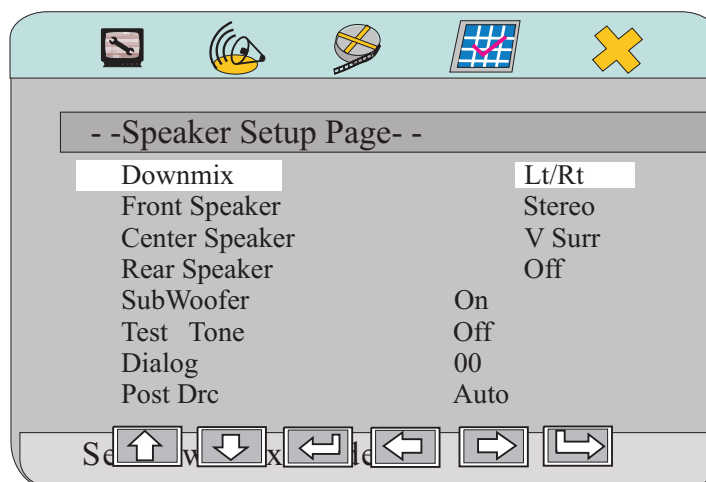 - -Speaker Setup Page- -
Downmix Lt/Rt
Front Speaker Stereo
Center Speaker V Surr
Rear Speaker Off
SubWoofer On
Test Tone Off
Dialog 00
Post Drc Auto